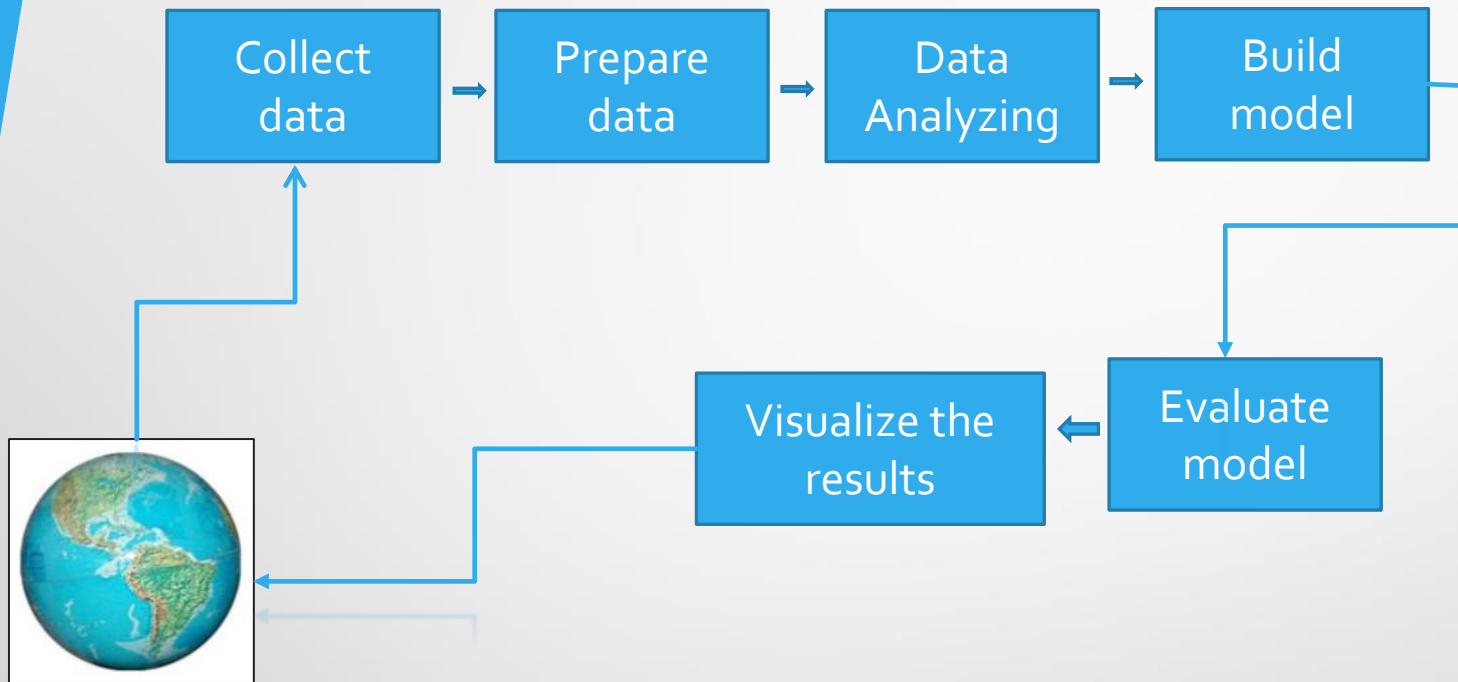 Collect
data
Prepare
data
Data
Analyzing
Build
model
Evaluate
model
Visualize the
results